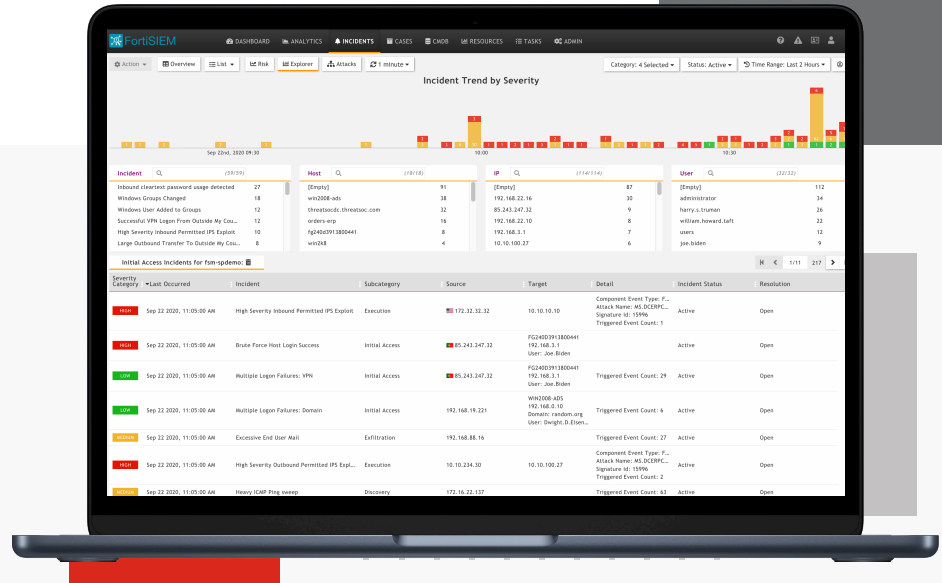 FortiSIEM
DASHBOARD ANALYTICS INCIDENTS CASES CMDB RESOURCES TASKS ADMIN
Action Overview List Risk Explorer Attacks 1 minute Category: 4 Selected Status: Active Time Range: Last 2 Hours
Incident Trend by Severity
Sep 22nd, 2020 09:30 10:00 10:30
Incident (59/59) Host (18/18) IP (114/114) User (32/32)
Inbound cleartext password usage detected 27 [Empty] 91 [Empty] 87 [Empty] 112
Windows Groups Changed 18 win2008-ads 38 192.168.22.16 30 administrator 34
Windows User Added to Groups 12 threatsocdc.threatsoc.com 32 85.243.247.32 9 harry.s.truman 26
Successful VPN Logon From Outside My Cou... 12 orders-erp 16 192.168.22.10 8 william.howard.taft 22
High Severity Inbound Permitted IPS Exploit 10 fg240d3913800441 8 192.168.3.1 7 users 12
Large Outbound Transfer To Outside My Cou... 8 win2k8 4 10.10.100.27 6 joe.biden 9
Initial Access Incidents for fsm-spdemo: 1/11 217
Severity
Category Last Occurred Incident Subcategory Source Target Detail Incident Status Resolution
HIGH Sep 22 2020, 11:05:00 AM High Severity Inbound Permitted IPS Exploit Execution 172.32.32.32 10.10.10.10 Component Event Type: F...
Attack Name: MS.DCERPC...
Signature Id: 15996
Triggered Event Count: 1 Active Open
HIGH Sep 22 2020, 11:05:00 AM Brute Force Host Login Success Initial Access 85.243.247.32 FG240D3913800441
192.168.3.1
User: Joe.Biden Active Open
LOW Sep 22 2020, 11:05:00 AM Multiple Logon Failures: VPN Initial Access 85.243.247.32 FG240D3913800441
192.168.3.1
User: Joe.Biden Triggered Event Count: 29 Active Open
LOW Sep 22 2020, 11:05:00 AM Multiple Logon Failures: Domain Initial Access 192.168.19.221 WIN2008-ADS
192.168.0.10
Domain: random.org
User: Dwight.D.Eisen... Triggered Event Count: 6 Active Open
MEDIUM Sep 22 2020, 11:05:00 AM Excessive End User Mail Exfiltration 192.168.88.16 Triggered Event Count: 27 Active Open
HIGH Sep 22 2020, 11:05:00 AM High Severity Outbound Permitted IPS Expl... Execution 10.10.234.30 10.10.100.27 Component Event Type: F...
Attack Name: MS.DCERPC...
Signature Id: 15996
Triggered Event Count: 2 Active Open
MEDIUM Sep 22 2020, 11:05:00 AM Heavy ICMP Ping sweep Discovery 172.16.22.137 Triggered Event Count: 63 Active Open